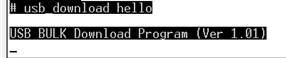 # usb_download hello
USB BULK Download Program (Ver 1.01)